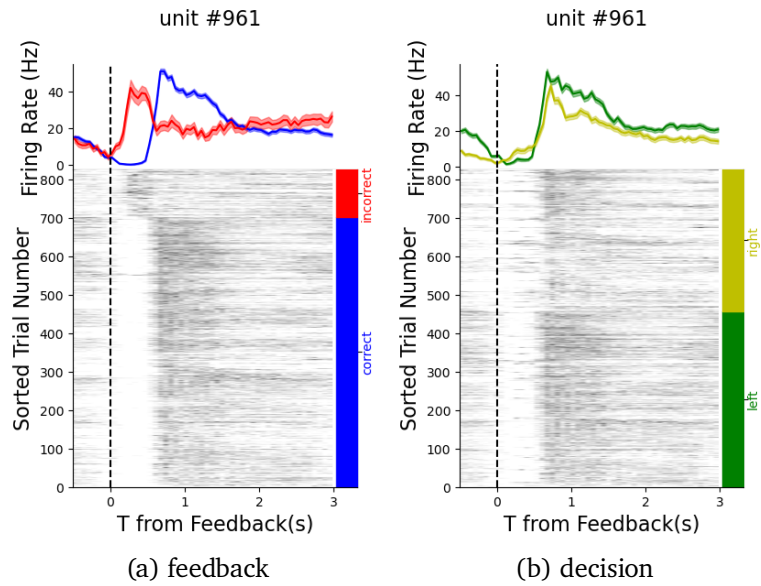 unit #961
Firing Rate (Hz)
40
20
0
Sorted Trial Number
800
700
600
500
400
300
200
100
0
incorrect
correct
0
1
2
3
T from Feedback(s)
(a) feedback
unit #961
Firing Rate (Hz)
40
20
0
Sorted Trial Number
800
700
600
500
400
300
200
100
0
right
left
0
1
2
3
T from Feedback(s)
(b) decision